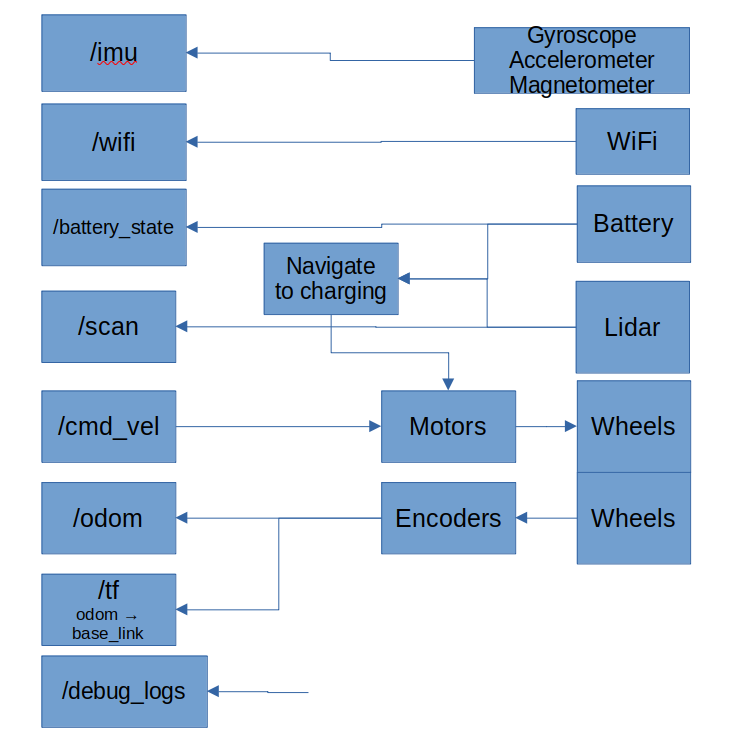 /imu
Gyroscope
Accelerometer
Magnetometer
/wifi
WiFi
/battery_state
Battery
Navigate
to charging
/scan
Lidar
/cmd_vel
Motors
Wheels
/odom
Encoders
Wheels
/tf
odom →
base_link
/debug_logs